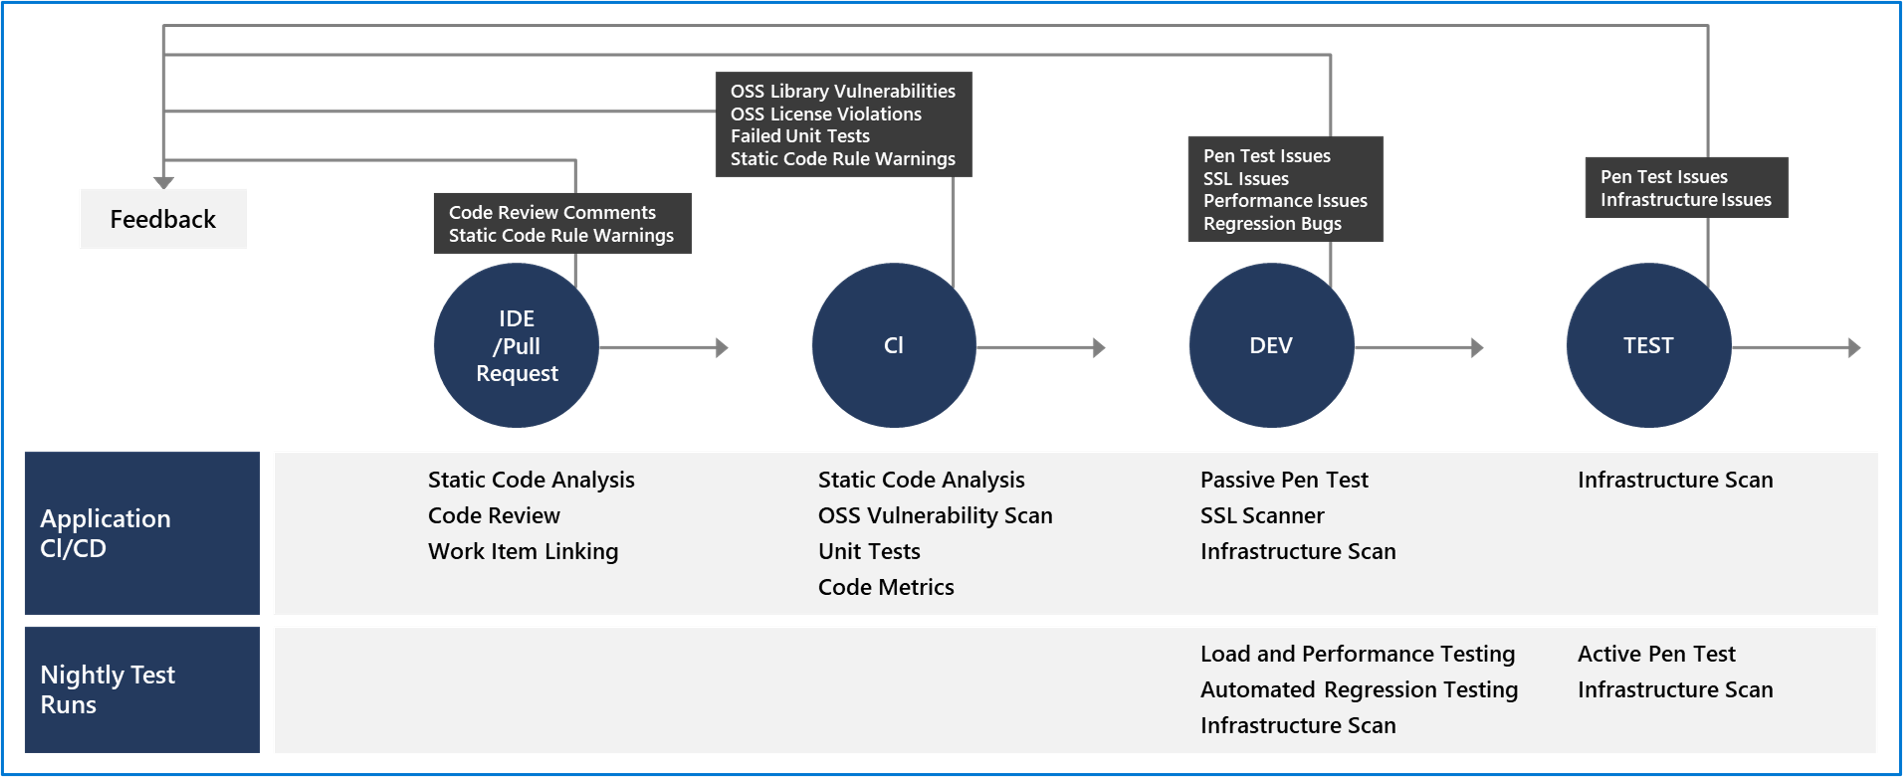 OSS Library Vulnerabilities
OSS License Violations
Failed Unit Tests
Static Code Rule Warnings
Pen Test Issues
SSL Issues
Performance Issues
Regression Bugs
Pen Test Issues
Infrastructure Issues
Feedback
Code Review Comments
Static Code Rule Warnings
IDE
/Pull
Request
CI
DEV
TEST
Application
CI/CD
Static Code Analysis
Code Review
Work Item Linking
Static Code Analysis
OSS Vulnerability Scan
Unit Tests
Code Metrics
Passive Pen Test
SSL Scanner
Infrastructure Scan
Infrastructure Scan
Nightly Test
Runs
Load and Performance Testing
Automated Regression Testing
Infrastructure Scan
Active Pen Test
Infrastructure Scan